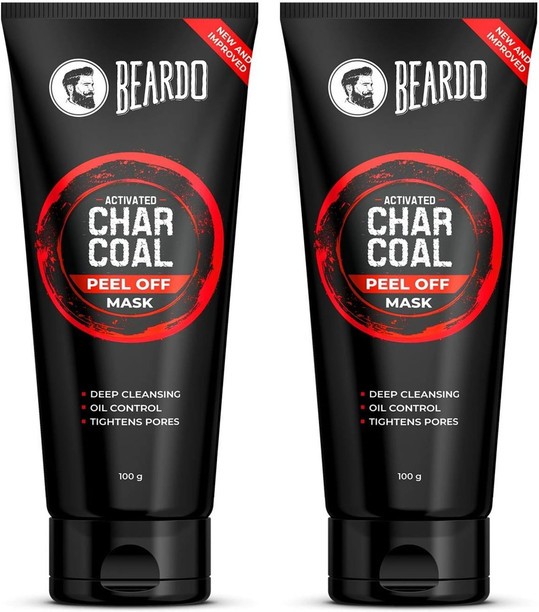 NEW AND
IMPROVED
BEARDO
ACTIVATED
CHAR
COAL
PEEL OFF
MASK
DEEP CLEANSING
OIL CONTROL
TIGHTENS PORES
100 g
NEW AND
IMPROVED
BEARDO
ACTIVATED
CHAR
COAL
PEEL OFF
MASK
DEEP CLEANSING
OIL CONTROL
TIGHTENS PORES
100 g